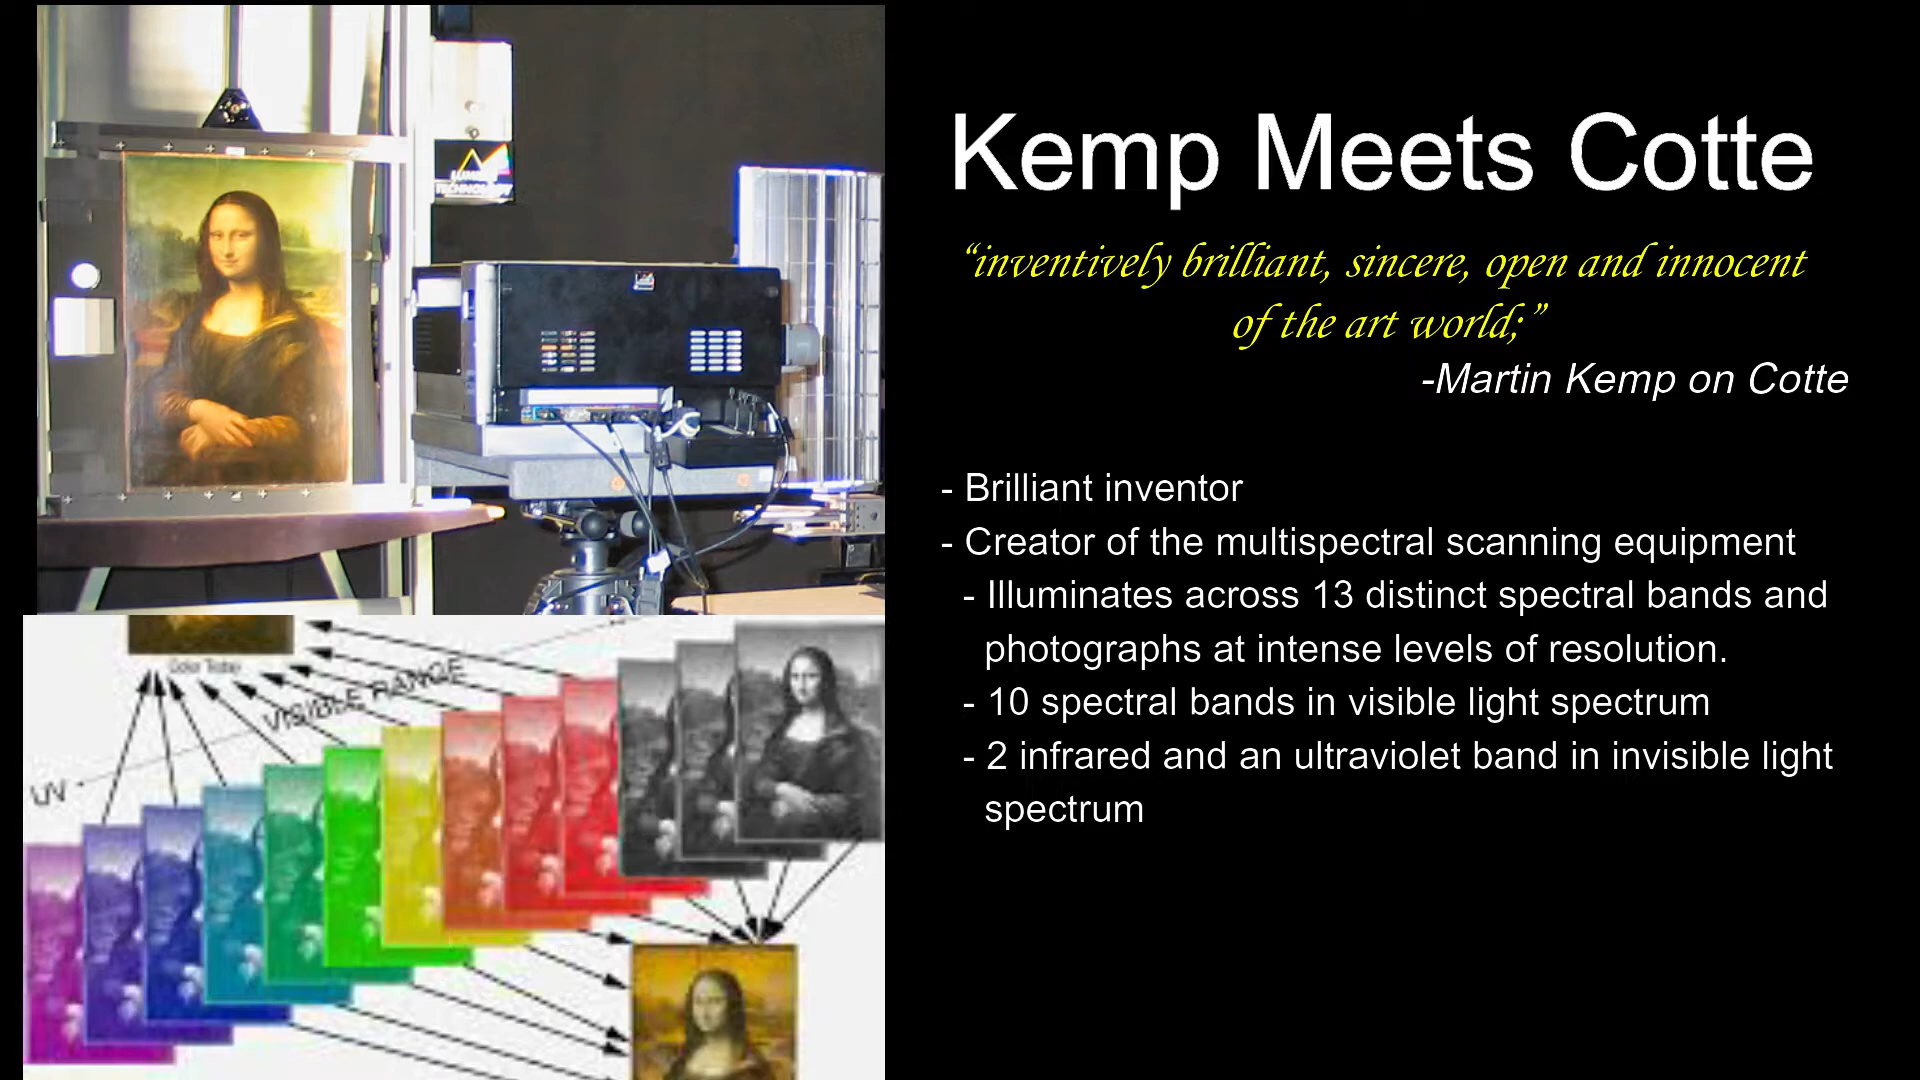 Kemp Meets Cotte
“inventively brilliant, sincere, open and innocent
of the art world;”
-Martin Kemp on Cotte
- Brilliant inventor
- Creator of the multispectral scanning equipment
- Illuminates across 13 distinct spectral bands and
photographs at intense levels of resolution.
- 10 spectral bands in visible light spectrum
- 2 infrared and an ultraviolet band in invisible light
spectrum
TECHNOLOGY
VISIBLE RANGE
UV